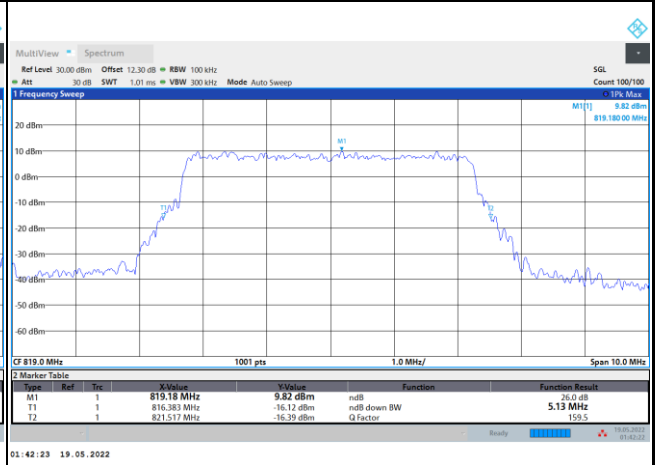 MultiView Spectrum
Ref Level 30.00 dBm Offset 12.30 dB RBW 100 kHz SGL
Att 30 dB SWT 1.01 ms VBW 300 kHz Mode Auto Sweep Count 100/100
1 Frequency Sweep 1Pk Max
M1[1] 9.82 dBm
819.180 00 MHz
20 dBm
M1
10 dBm
0 dBm
-10 dBm
T1 T2
-20 dBm
-30 dBm
-40 dBm
-50 dBm
-60 dBm
CF 819.0 MHz 1001 pts 1.0 MHz/ Span 10.0 MHz
2 Marker Table
Type Ref Trc X-Value Y-Value Function Function Result
M1 1 819.18 MHz 9.82 dBm ndB 26.0 dB
T1 1 816.383 MHz -16.12 dBm ndB down BW 5.13 MHz
T2 1 821.517 MHz -16.39 dBm Q Factor 159.5
Ready 19.05.2022
01:42:22
01:42:23 19.05.2022